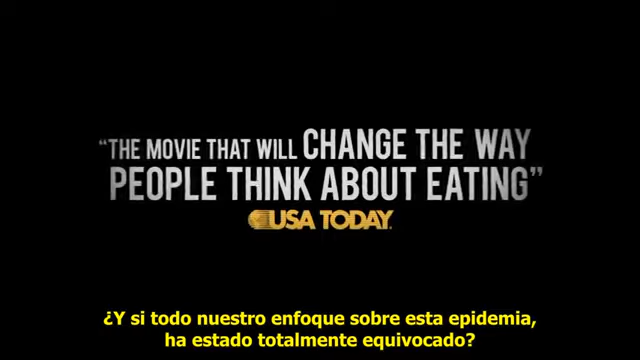 “THE MOVIE THAT WILL CHANGE THE WAY
PEOPLE THINK ABOUT EATING”
USA TODAY.
¿Y si todo nuestro enfoque sobre esta epidemia,
ha estado totalmente equivocado?